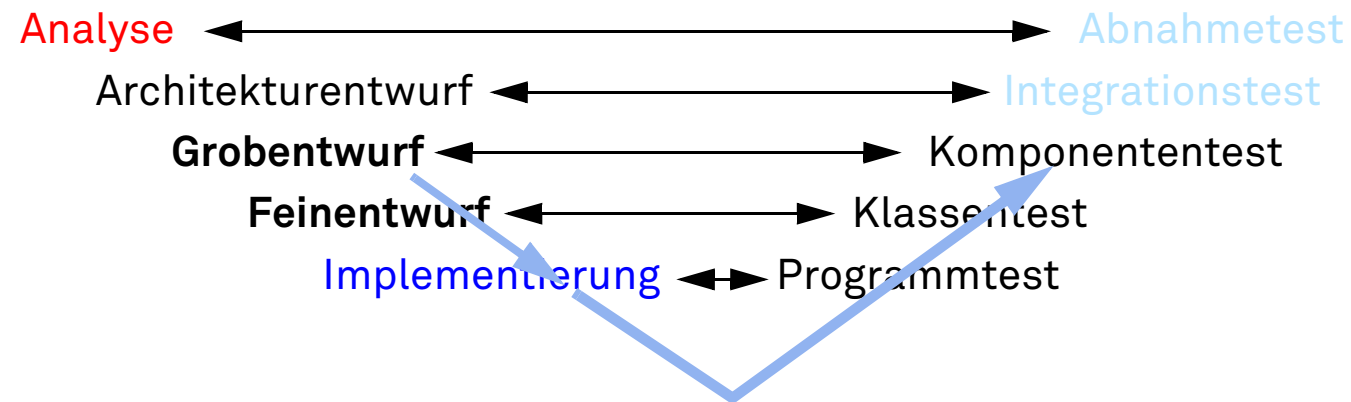 Analyse Abnahmetest
Architekturentwurf Integrationstest
Grobentwurf Komponententest
Feinentwurf Klassentest
Implementierung Programmtest